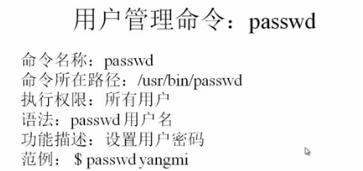 用户管理命令：passwd
命令名称：passwd
命令所在路径：/usr/bin/passwd
执行权限：所有用户
语法：passwd 用户名
功能描述：设置用户密码
范例： $ passwd yangmi